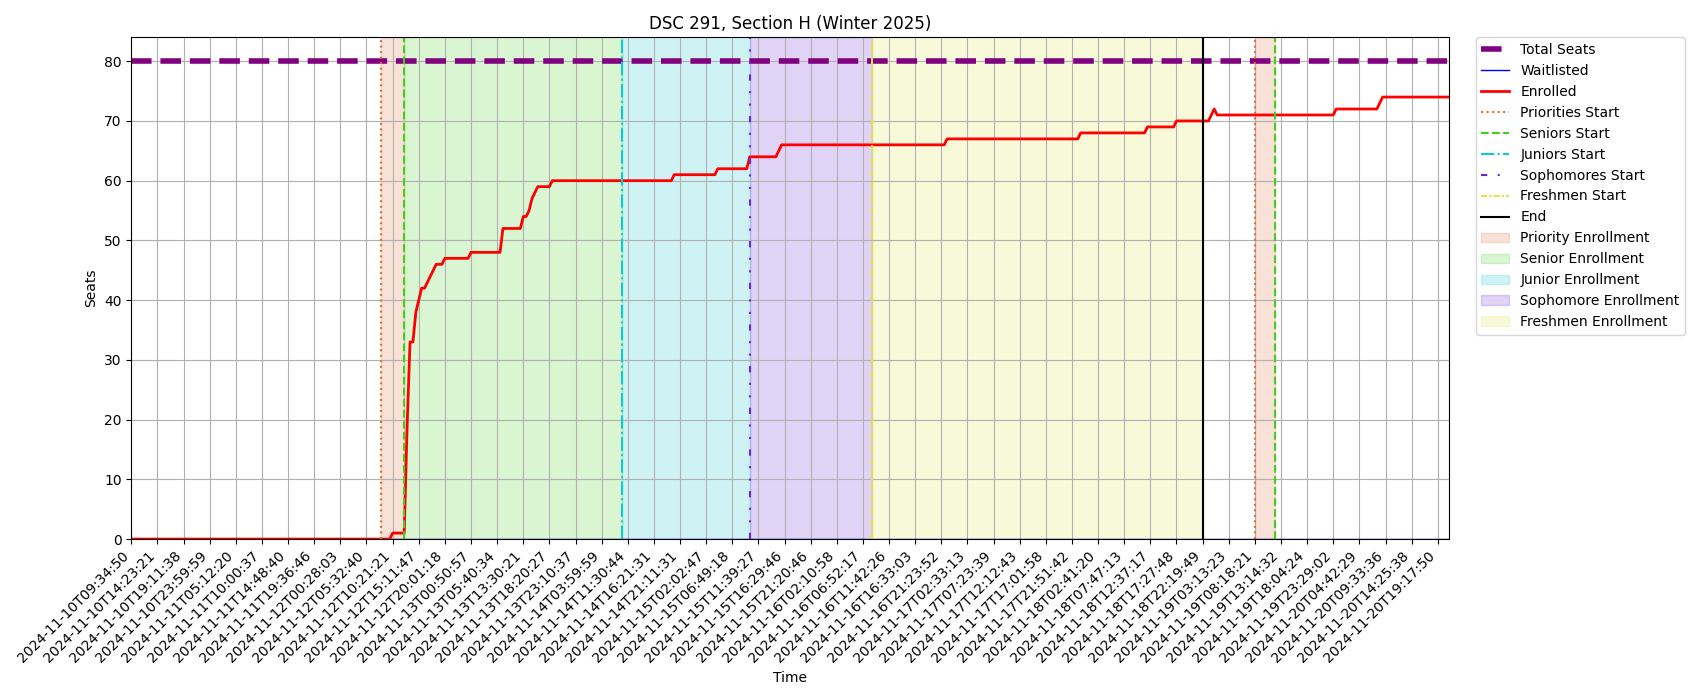 DSC 291, Section H (Winter 2025)
80
70
60
50
40
30
20
10
0
Seats
2024-11-10T09:34:50
2024-11-10T14:23:21
2024-11-10T19:11:38
2024-11-10T23:59:59
2024-11-11T05:12:20
2024-11-11T10:00:37
2024-11-11T14:48:40
2024-11-11T19:36:46
2024-11-12T00:28:03
2024-11-12T05:32:40
2024-11-12T10:21:21
2024-11-12T15:11:47
2024-11-12T20:01:18
2024-11-13T00:50:57
2024-11-13T05:40:34
2024-11-13T13:30:21
2024-11-13T18:20:27
2024-11-13T23:10:37
2024-11-14T03:59:59
2024-11-14T11:30:44
2024-11-14T16:21:31
2024-11-14T21:11:31
2024-11-15T02:02:47
2024-11-15T06:49:18
2024-11-15T11:39:27
2024-11-15T16:29:46
2024-11-15T21:20:46
2024-11-16T02:10:58
2024-11-16T06:52:17
2024-11-16T11:42:26
2024-11-16T16:33:03
2024-11-16T21:23:52
2024-11-17T02:33:13
2024-11-17T07:23:39
2024-11-17T12:12:43
2024-11-17T17:01:58
2024-11-17T21:51:42
2024-11-18T02:41:20
2024-11-18T07:47:13
2024-11-18T12:37:17
2024-11-18T17:27:48
2024-11-18T22:19:49
2024-11-19T03:13:23
2024-11-19T08:18:21
2024-11-19T13:14:32
2024-11-19T18:04:24
2024-11-19T23:29:02
2024-11-20T04:42:29
2024-11-20T09:33:36
2024-11-20T14:25:38
2024-11-20T19:17:50
Time
Total Seats
Waitlisted
Enrolled
Priorities Start
Seniors Start
Juniors Start
Sophomores Start
Freshmen Start
End
Priority Enrollment
Senior Enrollment
Junior Enrollment
Sophomore Enrollment
Freshmen Enrollment